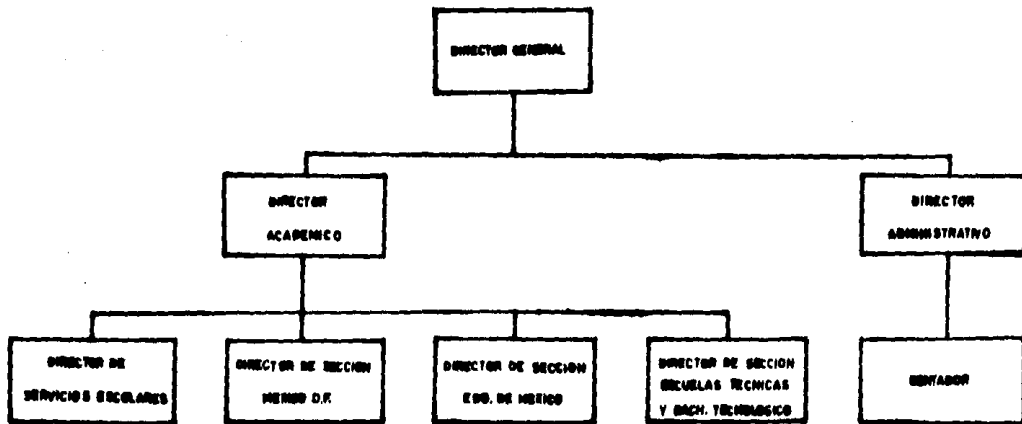 DIRECTOR GENERAL
DIRECTOR
ACADEMICO
DIRECTOR
ADMINISTRATIVO
DIRECTOR DE
SERVICIOS ESCOLARES
DIRECTOR DE SECCION
D.F.
DIRECTOR DE SECCION
EDO. DE MEXICO
DIRECTOR DE SECCION
ESCUELAS TECNICAS
Y BACH. TECNOLOGICO
CONTADOR